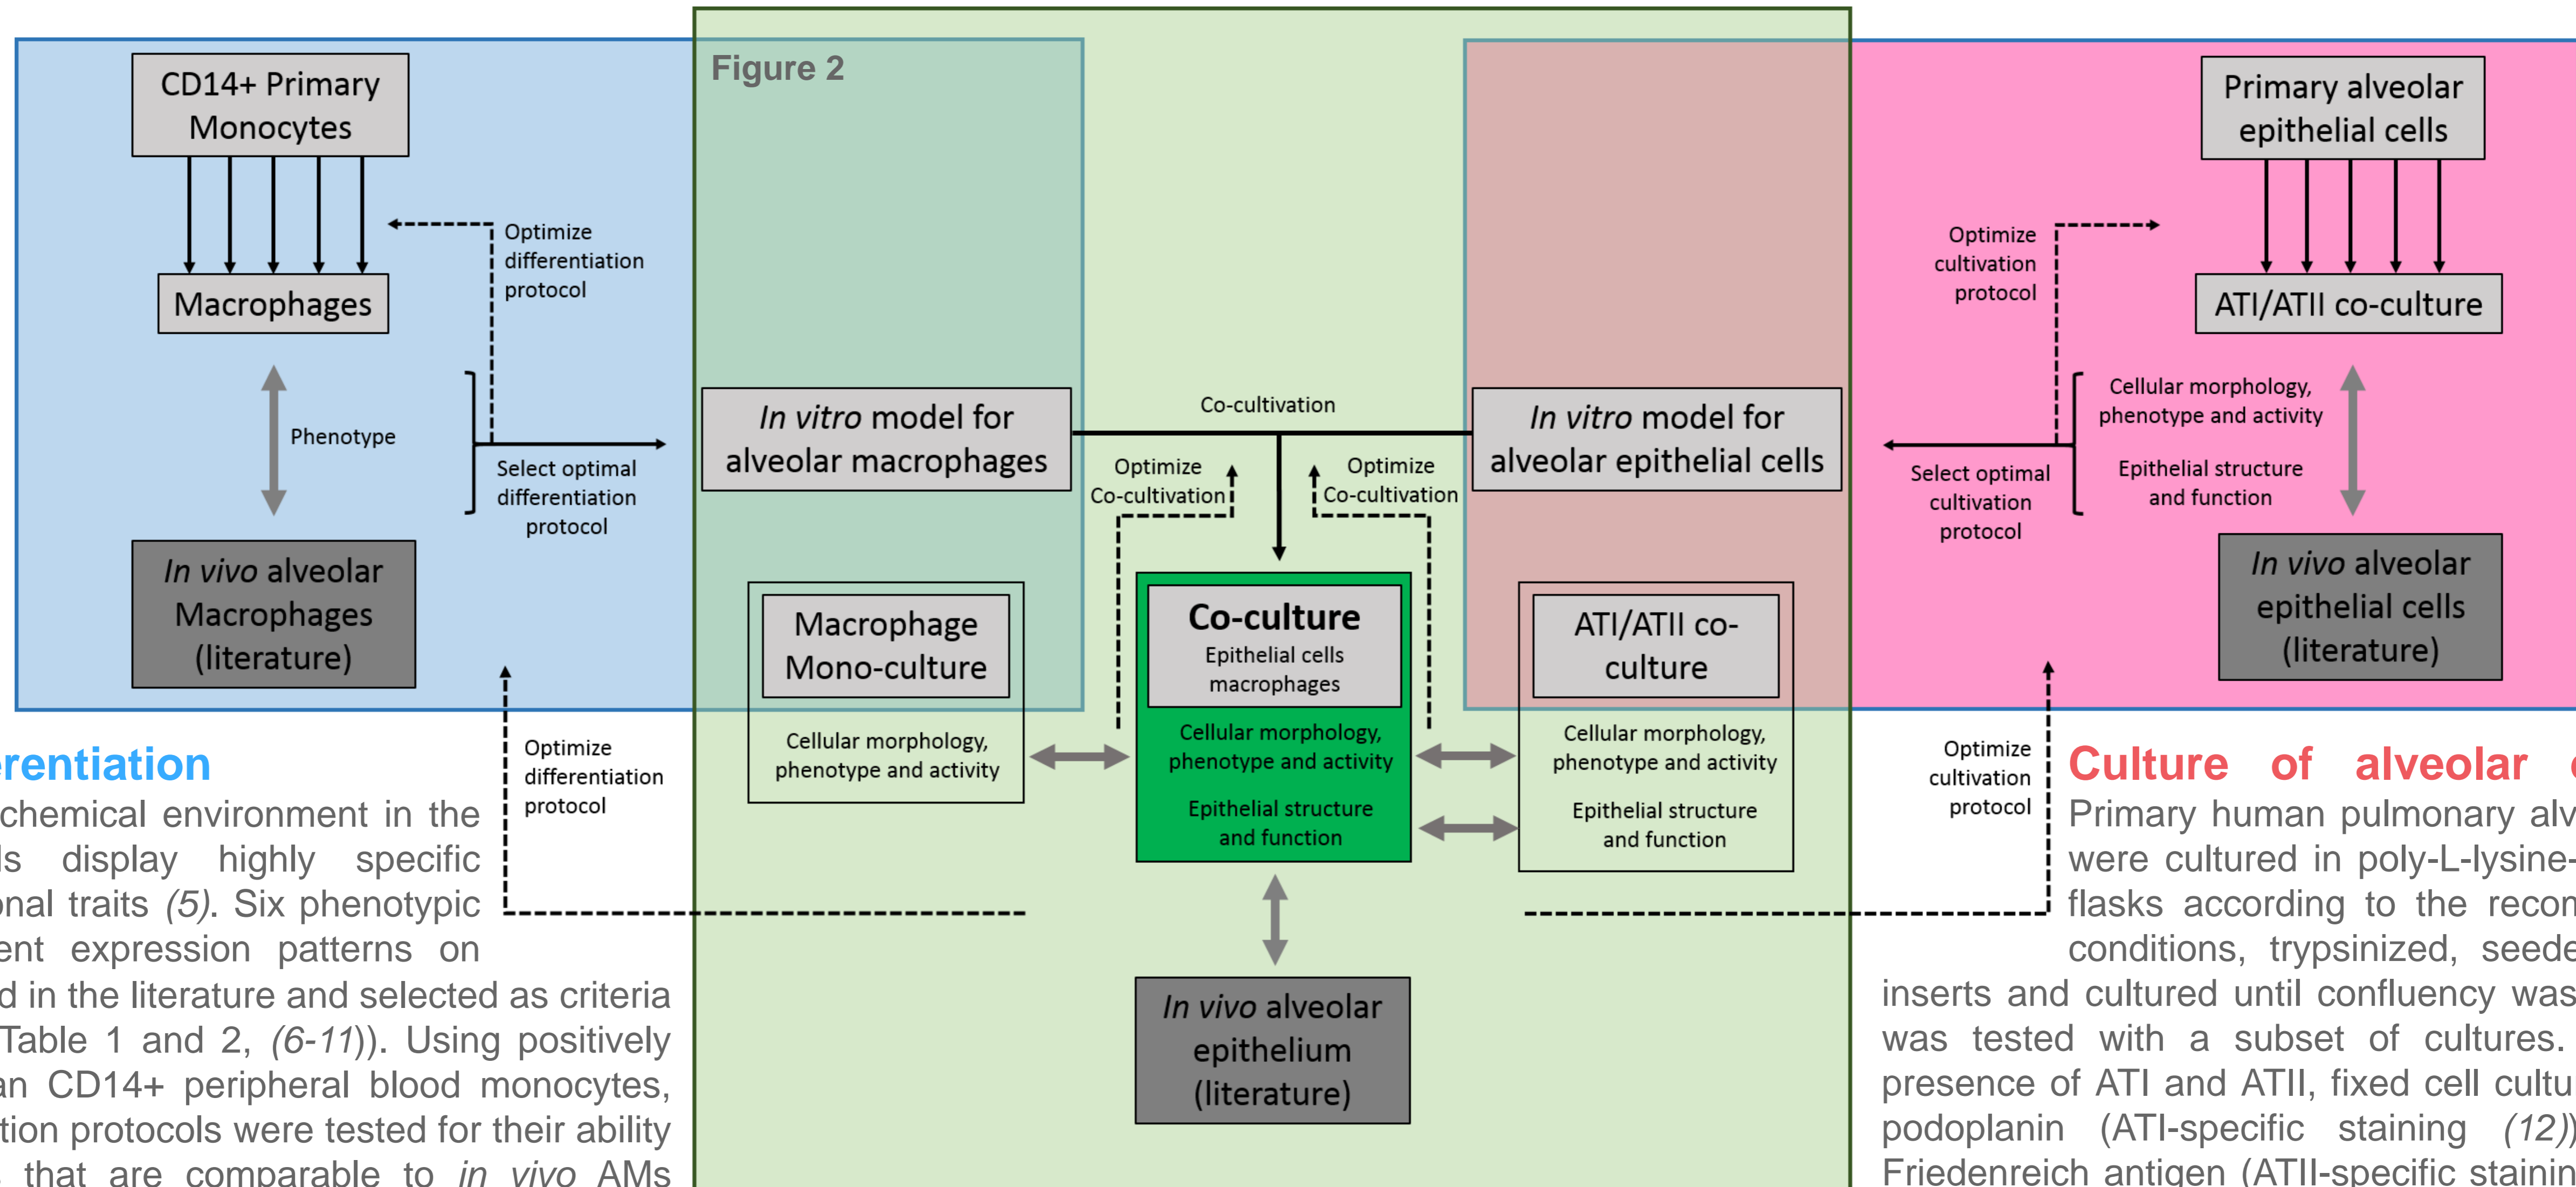 Figure 2
CD14+ Primary
Monocytes
Macrophages
Optimize
differentiation
protocol
Phenotype
Select optimal
differentiation
protocol
In vivo alveolar
Macrophages
(literature)
Optimize
differentiation
protocol
In vitro model for
alveolar macrophages
Co-cultivation
In vitro model for
alveolar epithelial cells
Optimize
Co-cultivation
Optimize
Co-cultivation
Macrophage
Mono-culture
Cellular morphology,
phenotype and activity
Co-culture
Epithelial cells
macrophages
Cellular morphology,
phenotype and activity
Epithelial structure
and function
ATI/ATII co-
culture
Cellular morphology,
phenotype and activity
Epithelial structure
and function
In vivo alveolar
epithelium
(literature)
Primary alveolar
epithelial cells
ATI/ATII co-culture
Optimize
cultivation
protocol
Cellular morphology,
phenotype and activity
Epithelial structure
and function
Select optimal
cultivation
protocol
In vivo alveolar
epithelial cells
(literature)
Optimize
cultivation
protocol
erentiation
chemical environment in the
display highly specific
onal traits (5). Six phenotypic
ent expression patterns on
d in the literature and selected as criteria
Table 1 and 2, (6-11)). Using positively
an CD14+ peripheral blood monocytes,
tion protocols were tested for their ability
that are comparable to in vivo AMs
Culture of alveolar
Primary human pulmonary alv
were cultured in poly-L-lysine-
flasks according to the recon
conditions, trypsinized, seede
inserts and cultured until confluency was
was tested with a subset of cultures.
presence of ATI and ATII, fixed cell cultu
podoplanin (ATI-specific staining (12))
Friedenreich antigen (ATII-specific stainin